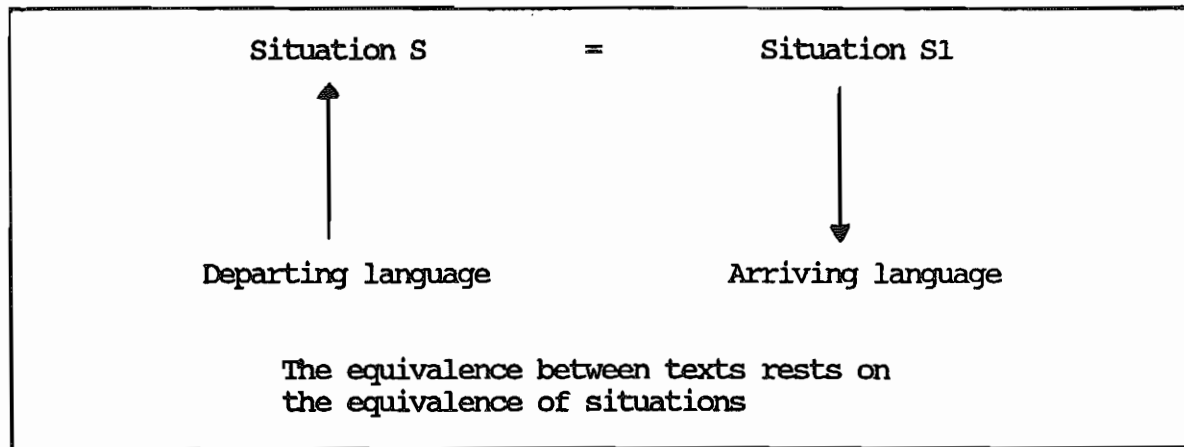 Situation S = Situation S1
Departing language Arriving language
The equivalence between texts rests on
the equivalence of situations